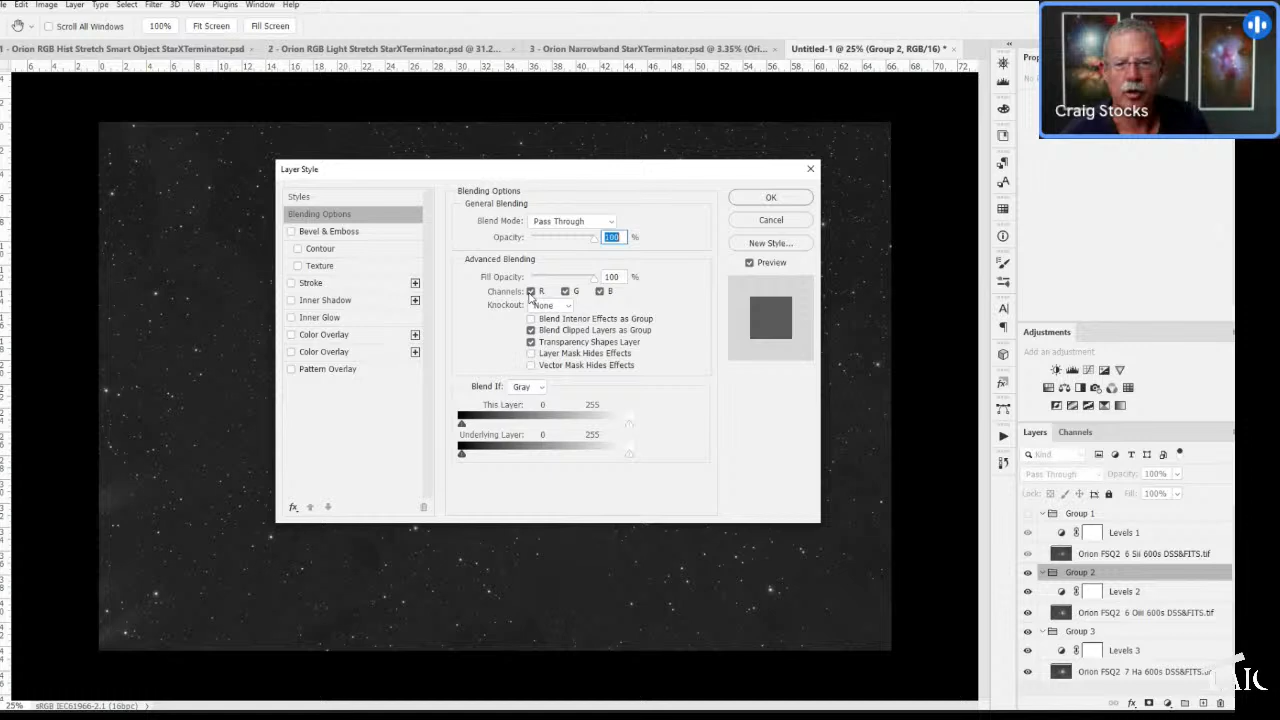 File Edit Image Layer Type Select Filter 3D View Plugins Window Help
Scroll All Windows 100% Fit Screen Fill Screen
1 - Orion RGB Hist Stretch Smart Object StarXTerminator.psd × 2 - Orion RGB Light Stretch StarXTerminator.psd @ 31.2... × 3 - Orion Narrowband StarXTerminator.psd @ 3.35% (Ori... × Untitled-1 @ 25% (Group 2, RGB/16) * ×
Craig Stocks
Layer Style
Styles
Blending Options
Bevel & Emboss
Contour
Texture
Stroke
Inner Shadow
Inner Glow
Color Overlay
Color Overlay
Pattern Overlay
fx
Blending Options
General Blending
Blend Mode: Pass Through
Opacity: 100 %
Advanced Blending
Fill Opacity: 100 %
Channels: R G B
Knockout: None
Blend Interior Effects as Group
Blend Clipped Layers as Group
Transparency Shapes Layer
Layer Mask Hides Effects
Vector Mask Hides Effects
Blend If: Gray
This Layer: 0 255
Underlying Layer: 0 255
OK
Cancel
New Style...
Preview
Adjustments
Add an adjustment
Layers Channels
Kind
Pass Through Opacity: 100%
Lock: Fill: 100%
Group 1
Levels 1
Orion FSQ2 6 Sii 600s DSS&FITS.tif
Group 2
Levels 2
Orion FSQ2 6 Oiii 600s DSS&FITS.tif
Group 3
Levels 3
Orion FSQ2 7 Ha 600s DSS&FITS
25% sRGB IEC61966-2.1 (16bpc)